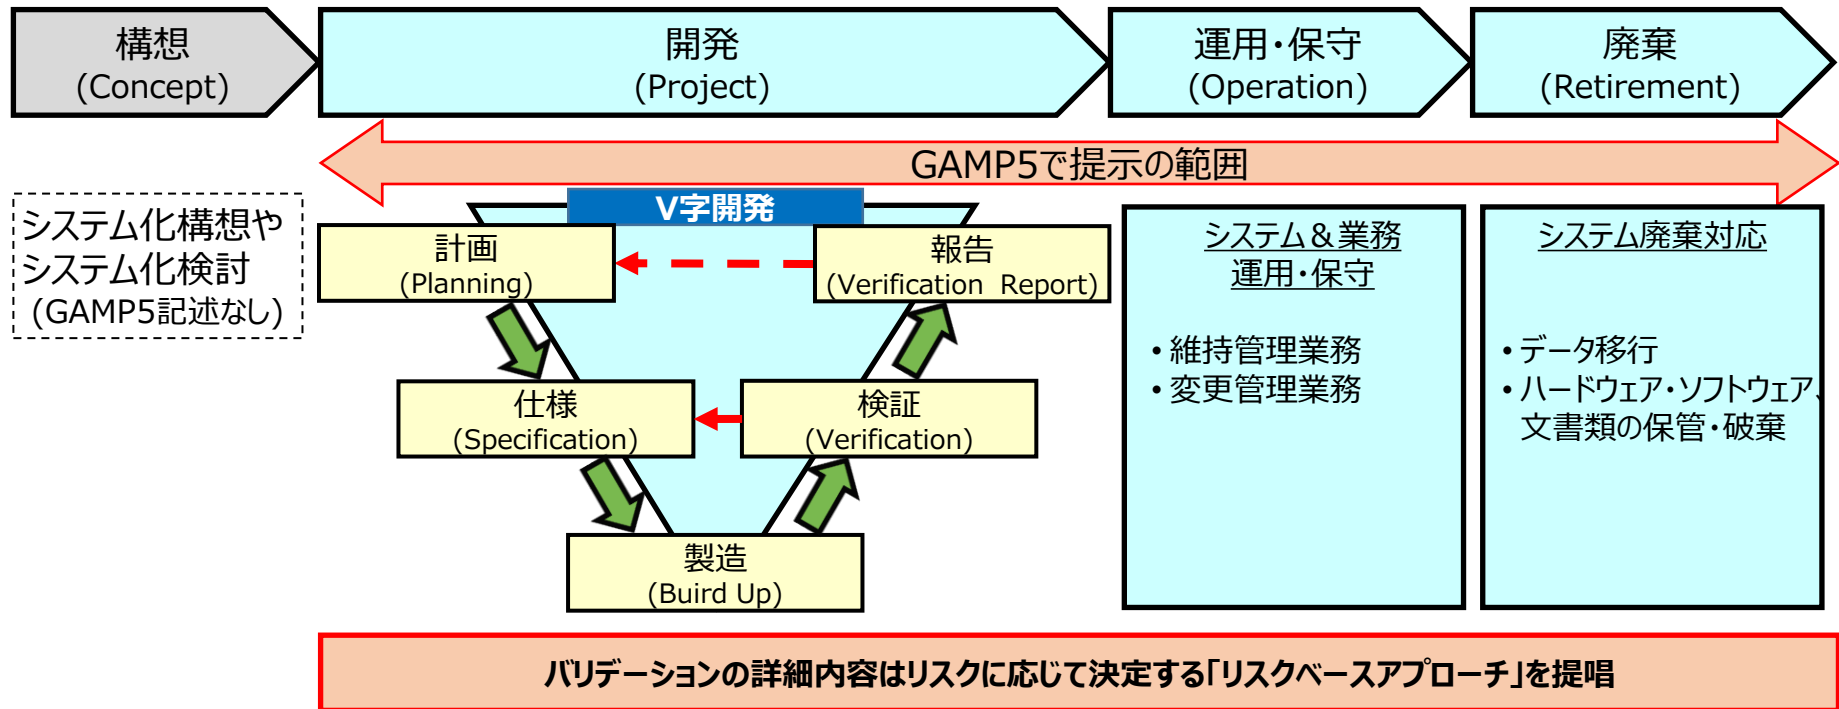 構想
(Concept)
開発
(Project)
運用・保守
(Operation)
廃棄
(Retirement)
GAMP5で提示の範囲
システム化構想や
システム化検討
(GAMP5記述なし)
V字開発
計画
(Planning)
報告
(Verification Report)
仕様
(Specification)
検証
(Verification)
製造
(Buird Up)
システム&業務
運用・保守
• 維持管理業務
• 変更管理業務
システム廃棄対応
• データ移行
• ハードウェア・ソフトウェア、
文書類の保管・破棄
バリデーションの詳細内容はリスクに応じて決定する「リスクベースアプローチ」を提唱